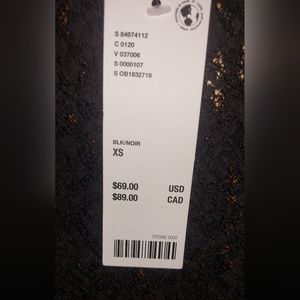 S 84974112
C 0120
V 037006
S 0000107
S OB1832718
BLK/NOIR
XS
$69.00 USD
$89.00 CAD